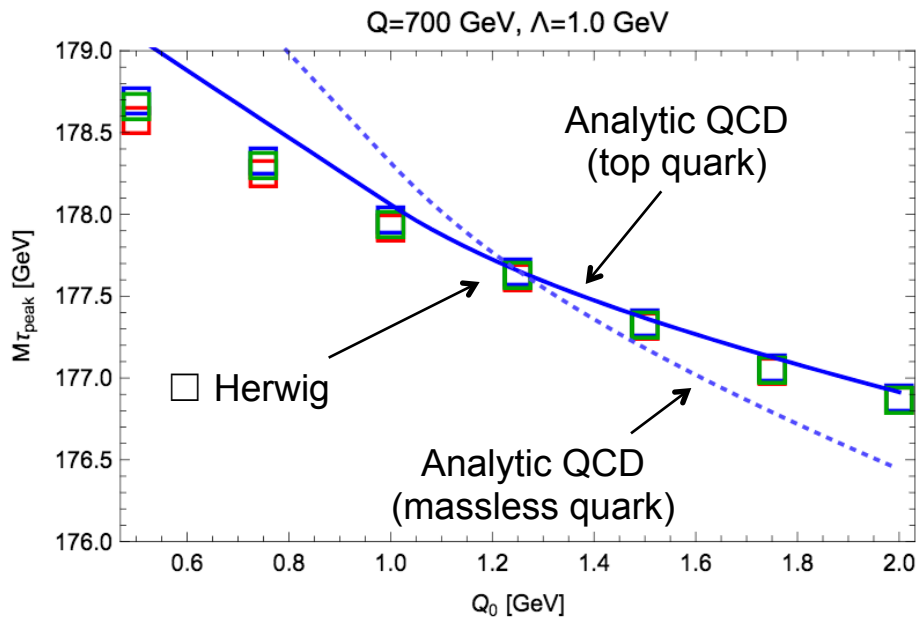 Q=700 GeV, Λ=1.0 GeV
179.0
178.5
178.0
177.5
177.0
176.5
176.0
Mτpeak [GeV]
Analytic QCD
(top quark)
Herwig
Analytic QCD
(massless quark)
0.6
0.8
1.0
1.2
1.4
1.6
1.8
2.0
Q0 [GeV]